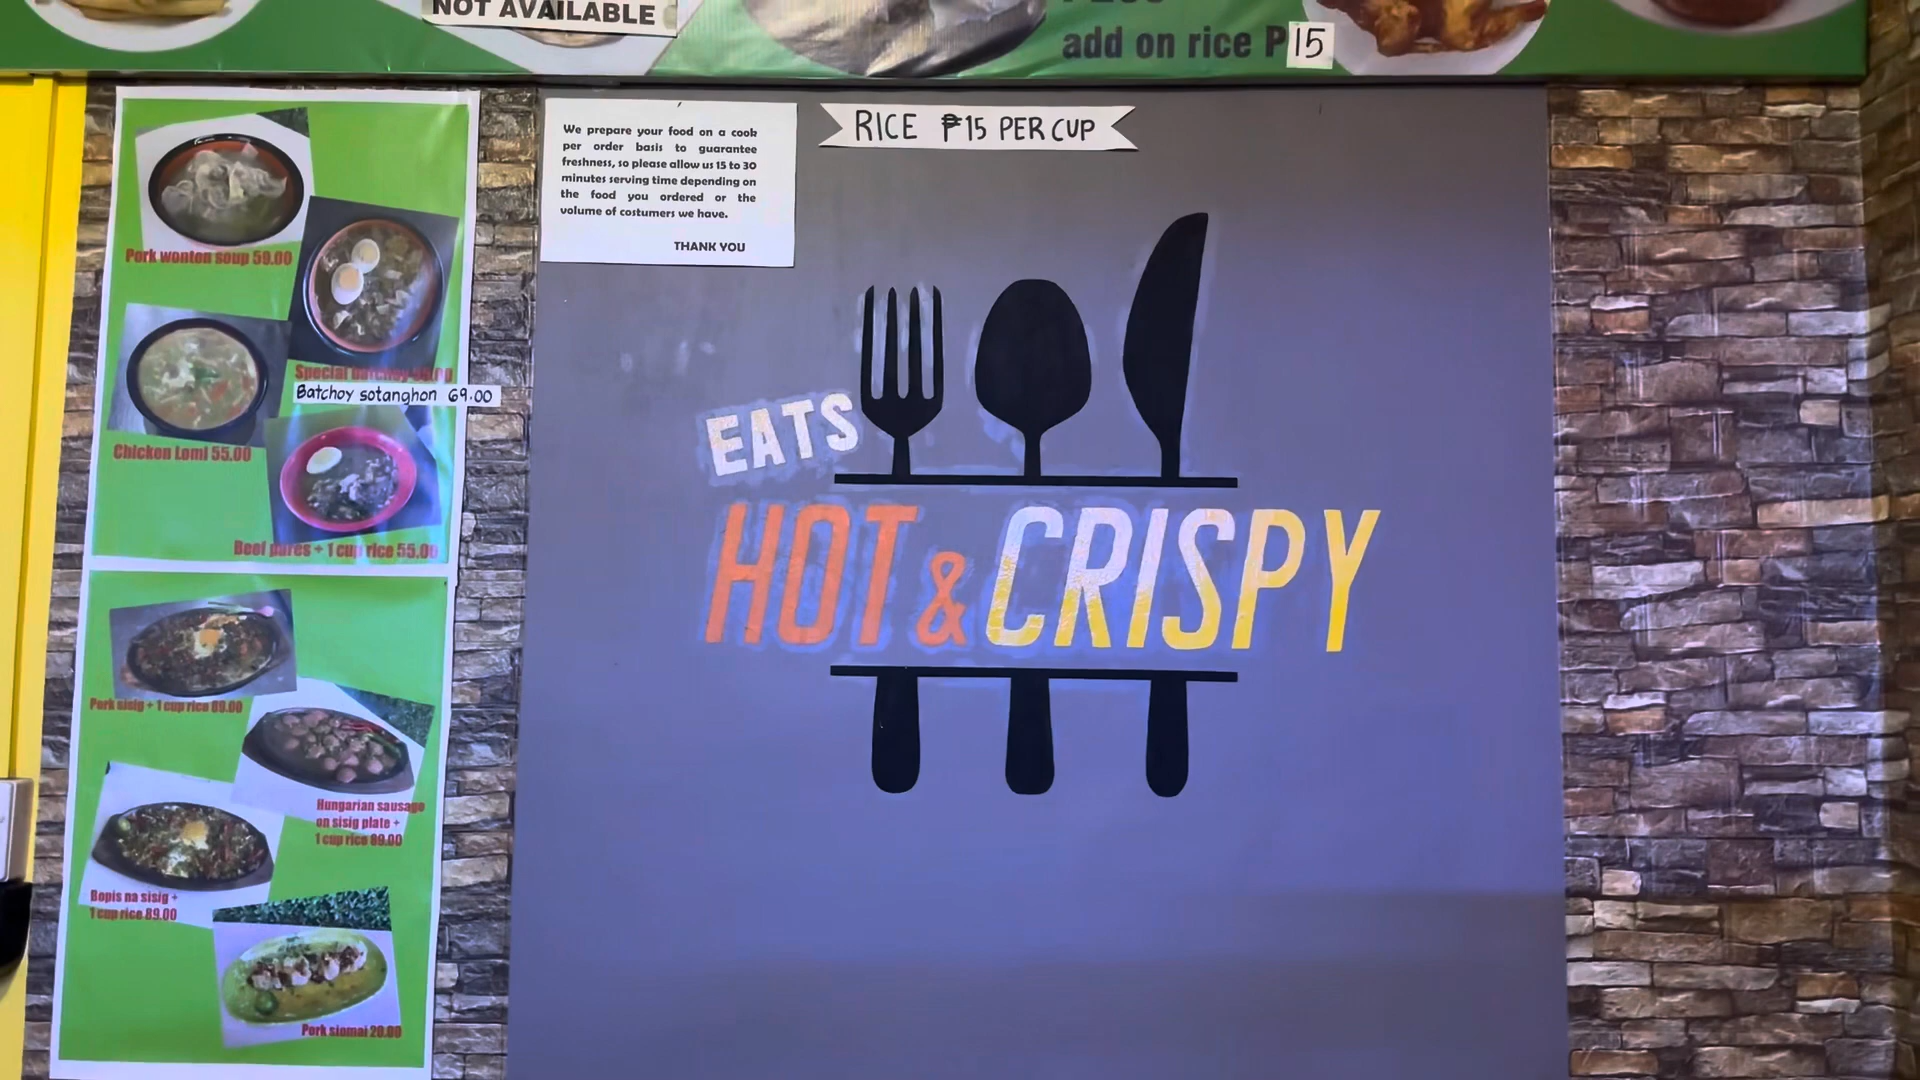 NOT AVAILABLE
add on rice P15
RICE ₱15 PER CUP
We prepare your food on a cook
per order basis to guarantee
freshness, so please allow us 15 to 30
minutes serving time depending on
the food you ordered or the
volume of costumers we have.
THANK YOU
Pork wonton soup 50.00
Special batchoy
Batchoy sotanghon 69.00
Chicken Lomi 55.00
Beef pares + 1 cup rice 55.00
Pork sisig + 1 cup rice 89.00
Hungarian sausage
on sisig plate +
1 cup rice 89.00
Bopis na sisig +
1 cup rice 89.00
Pork siomai 20.00
EATS
HOT & CRISPY